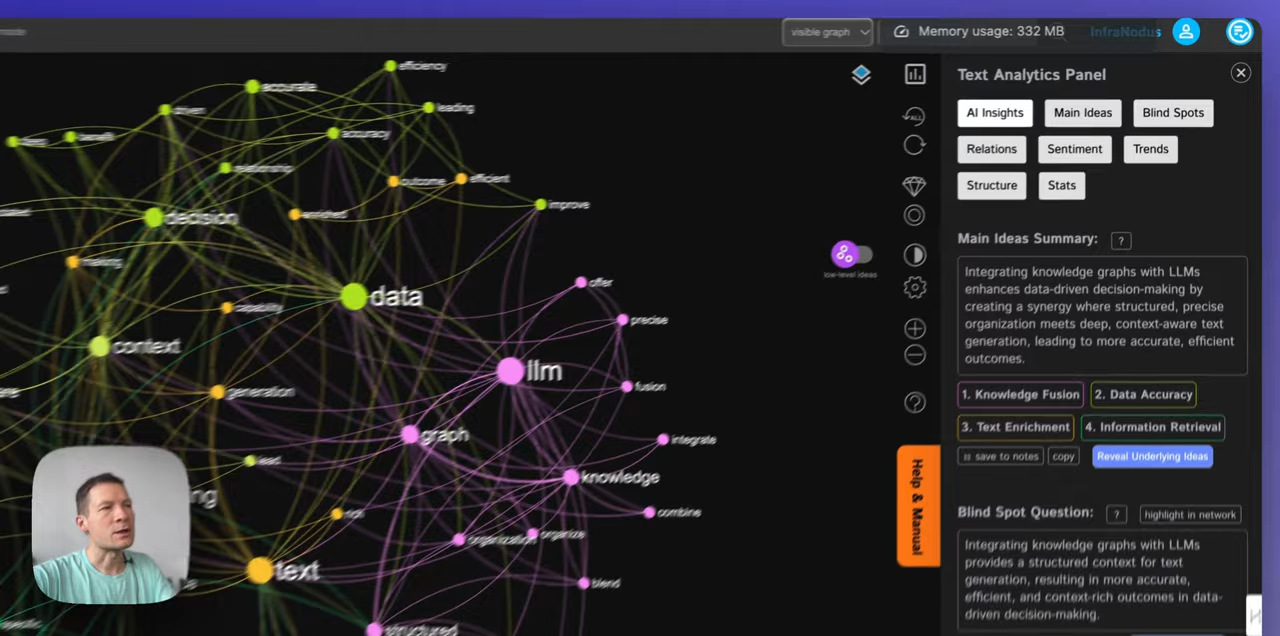 visible graph
Memory usage: 332 MB
InfraNodus
efficiency
accurate
driven
leading
accuracy
benefit
relationship
outcome
efficient
enriched
improve
decision
making
data
offer
capability
precise
context
llm
fusion
generation
graph
integrate
lead
knowledge
combine
rick
organization
organize
text
blend
structured
low-level ideas
ALL
Help & Manual
Text Analytics Panel
AI Insights
Main Ideas
Blind Spots
Relations
Sentiment
Trends
Structure
Stats
Main Ideas Summary: ?
Integrating knowledge graphs with LLMs
enhances data-driven decision-making by
creating a synergy where structured, precise
organization meets deep, context-aware text
generation, leading to more accurate, efficient
outcomes.
1. Knowledge Fusion
2. Data Accuracy
3. Text Enrichment
4. Information Retrieval
save to notes
copy
Reveal Underlying Ideas
Blind Spot Question: ?
highlight in network
Integrating knowledge graphs with LLMs
provides a structured context for text
generation, resulting in more accurate,
efficient, and context-rich outcomes in data-
driven decision-making.